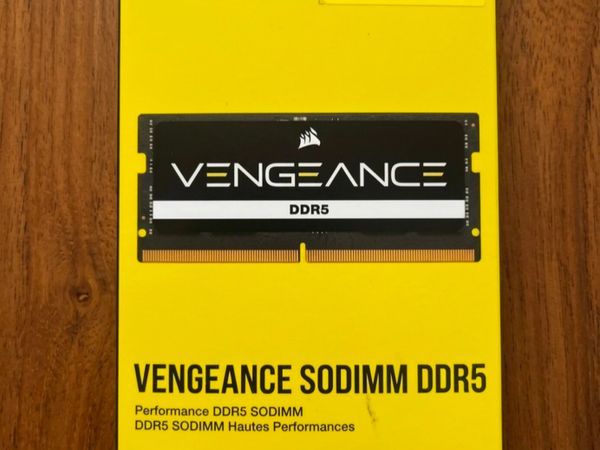 VENGEANCE
DDR5
VENGEANCE SODIMM DDR5
Performance DDR5 SODIMM
DDR5 SODIMM Hautes Performances